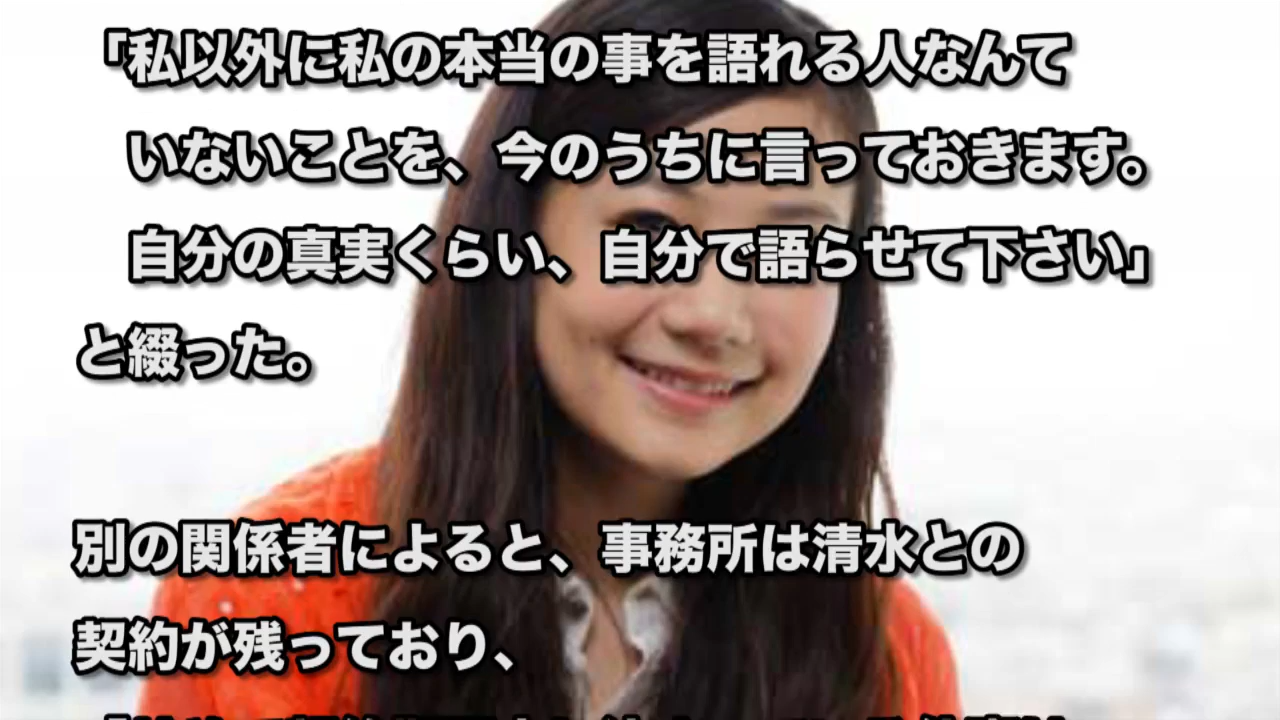 「私以外に私の本当の事を語れる人なんて
いないことを、今のうちに言っておきます。
自分の真実くらい、自分で語らせて下さい」
と綴った。
別の関係者によると、事務所は清水との
契約が残っており、